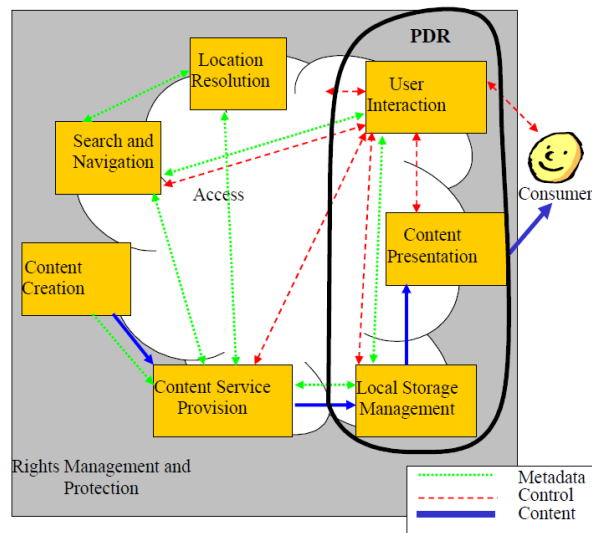 PDR
Location
Resolution
User
Interaction
Search and
Navigation
Access
Consumer
Content
Presentation
Content
Creation
Content Service
Provision
Local Storage
Management
Rights Management and
Protection
Metadada
Control
Content